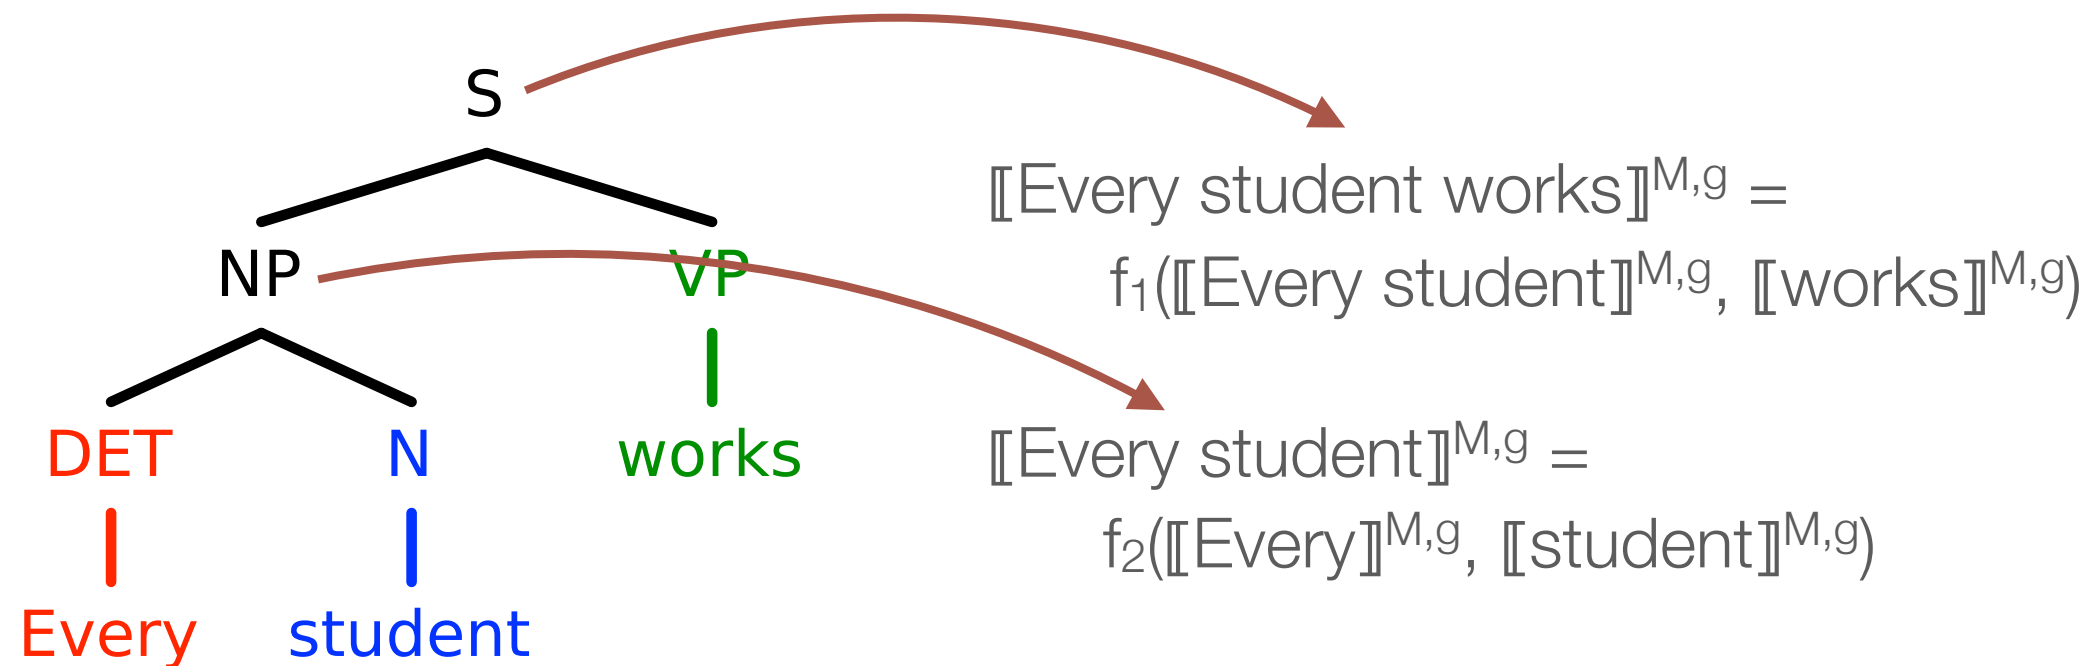 S
⟦Every student works⟧M,g =
NP VP
f1(⟦Every student⟧M,g, ⟦works⟧M,g)
DET N works
⟦Every student⟧M,g =
f2(⟦Every⟧M,g, ⟦student⟧M,g)
Every student